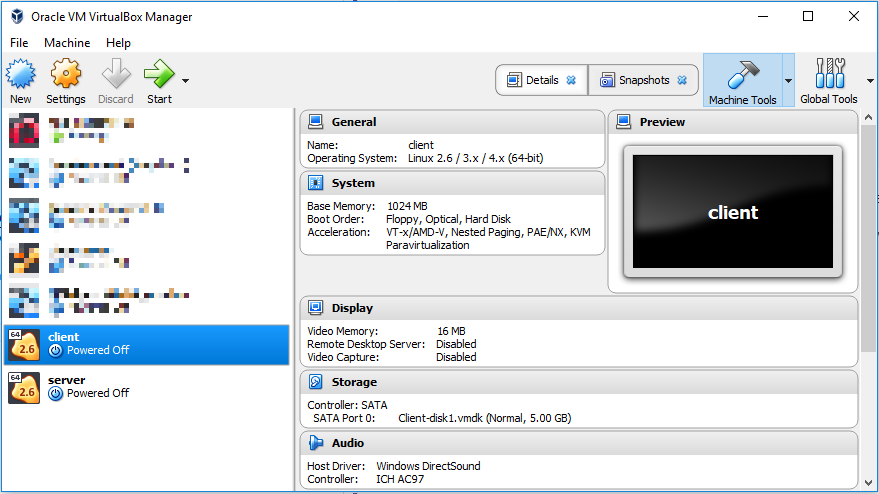 Oracle VM VirtualBox Manager
File Machine Help
New Settings Discard Start
Details Snapshots
Machine Tools Global Tools
64
2.6
client
Powered Off
64
2.6
server
Powered Off
General
Name: client
Operating System: Linux 2.6 / 3.x / 4.x (64-bit)
Preview
client
System
Base Memory: 1024 MB
Boot Order: Floppy, Optical, Hard Disk
Acceleration: VT-x/AMD-V, Nested Paging, PAE/NX, KVM
Paravirtualization
Display
Video Memory: 16 MB
Remote Desktop Server: Disabled
Video Capture: Disabled
Storage
Controller: SATA
SATA Port 0: Client-disk1.vmdk (Normal, 5.00 GB)
Audio
Host Driver: Windows DirectSound
Controller: ICH AC97